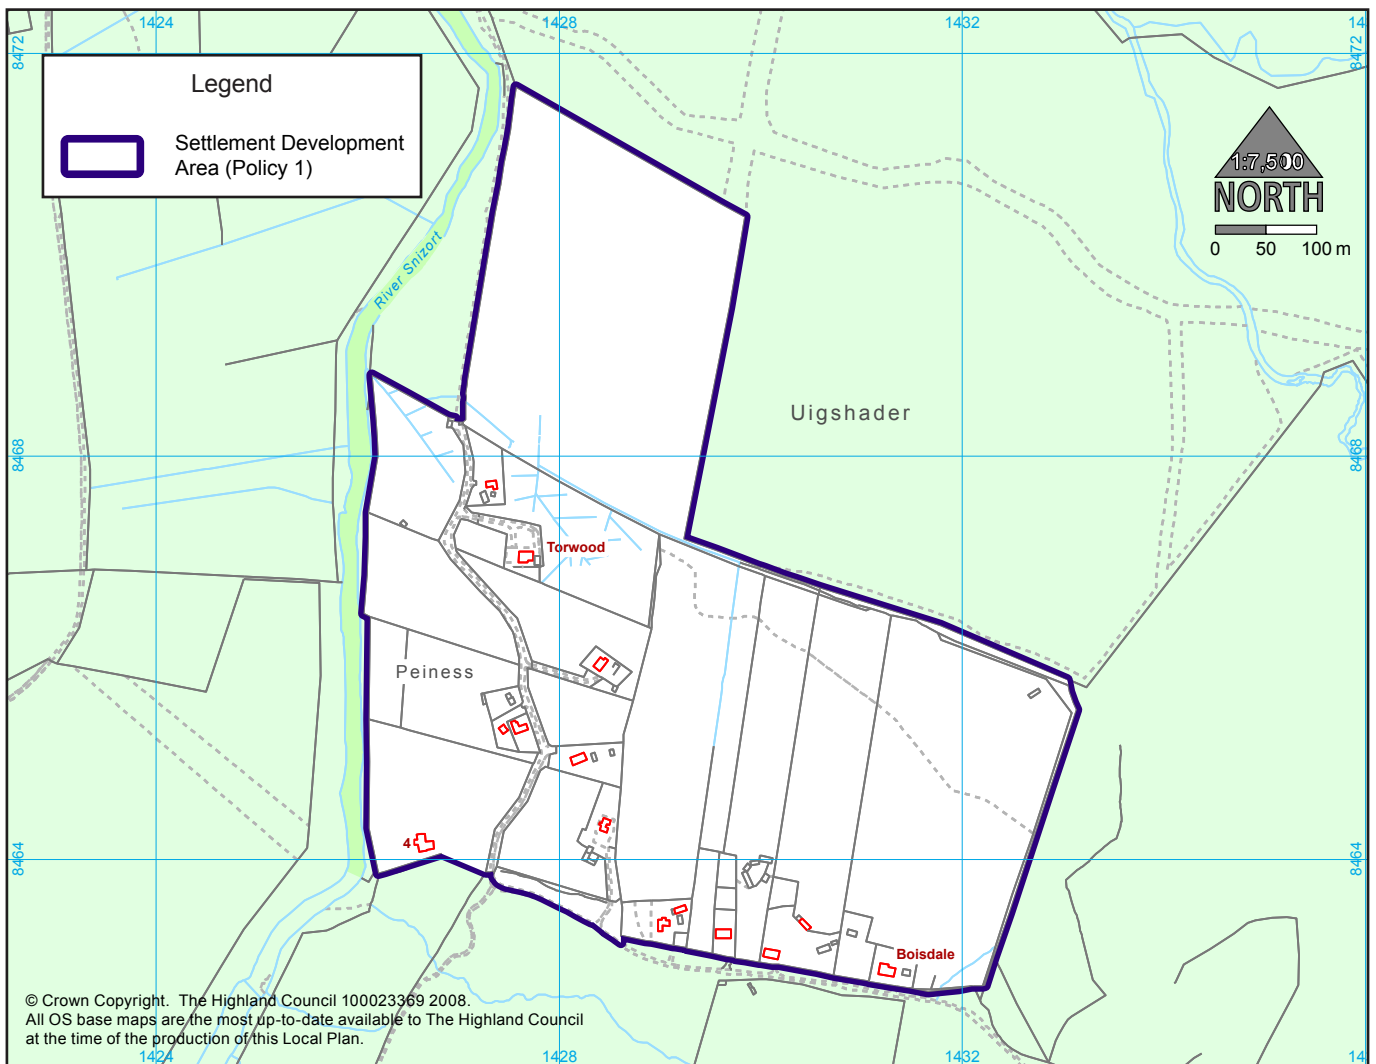 1424
1428
1432
14
8472
8472
Legend
Settlement Development
Area (Policy 1)
1:7,500
NORTH
0 50 100 m
River Snizort
Uigshader
8468
8468
Torwood
Peiness
4
8464
8464
Boisdale
© Crown Copyright. The Highland Council 100023369 2008.
All OS base maps are the most up-to-date available to The Highland Council
at the time of the production of this Local Plan.
1424
1428
1432
14